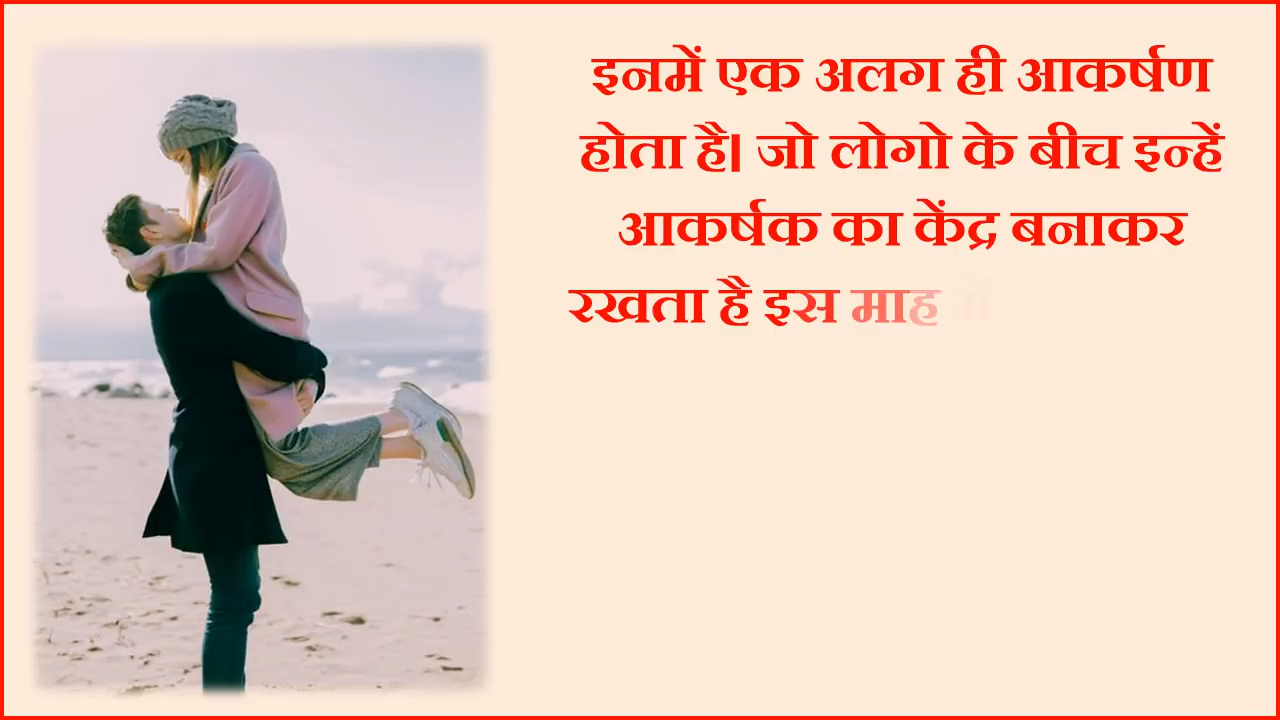 इनमें एक अलग ही आकर्षण
होता है। जो लोगो के बीच इन्हें
आकर्षक का केंद्र बनाकर
रखता है इस माह